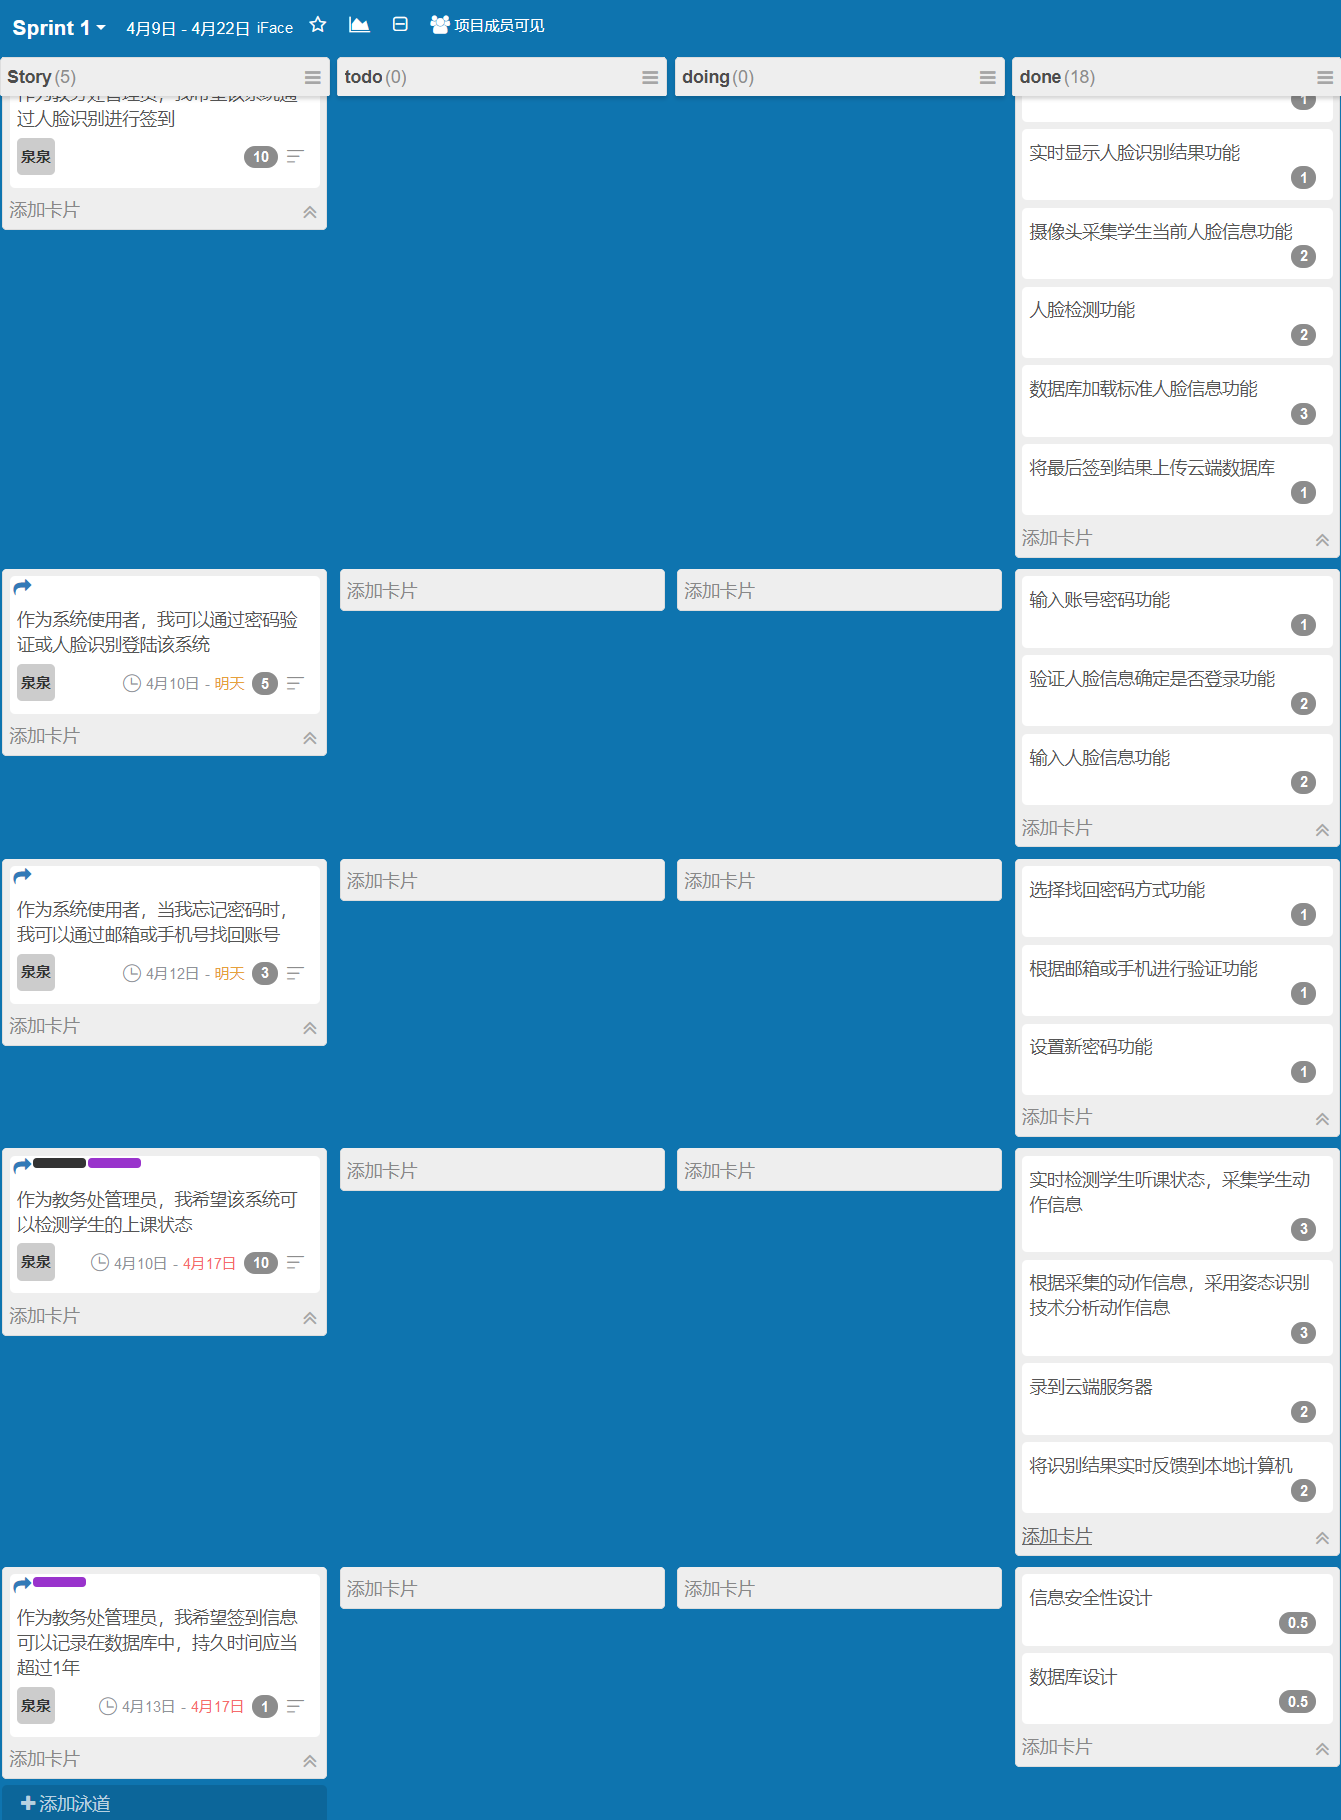 Sprint 1 4月9日 - 4月22日 iFace 项目成员可见
Story (5)
作为教务处管理员，我希望该系统通
过人脸识别进行签到
泉泉 10
添加卡片
作为系统使用者，我可以通过密码验
证或人脸识别登陆该系统
泉泉 4月10日 - 明天 5
添加卡片
作为系统使用者，当我忘记密码时，
我可以通过邮箱或手机号找回账号
泉泉 4月12日 - 明天 3
添加卡片
作为教务处管理员，我希望该系统可
以检测学生的上课状态
泉泉 4月10日 - 4月17日 10
添加卡片
作为教务处管理员，我希望签到信息
可以记录在数据库中，持久时间应当
超过1年
泉泉 4月13日 - 4月17日 1
添加卡片
添加泳道
todo (0)
添加卡片
添加卡片
添加卡片
添加卡片
doing (0)
添加卡片
添加卡片
添加卡片
添加卡片
done (18)
1
实时显示人脸识别结果功能
1
摄像头采集学生当前人脸信息功能
2
人脸检测功能
2
数据库加载标准人脸信息功能
3
将最后签到结果上传云端数据库
1
添加卡片
输入账号密码功能
1
验证人脸信息确定是否登录功能
2
输入人脸信息功能
2
添加卡片
选择找回密码方式功能
1
根据邮箱或手机进行验证功能
1
设置新密码功能
1
添加卡片
实时检测学生听课状态，采集学生动
作信息
3
根据采集的动作信息，采用姿态识别
技术分析动作信息
3
录到云端服务器
2
将识别结果实时反馈到本地计算机
2
添加卡片
信息安全性设计
0.5
数据库设计
0.5
添加卡片